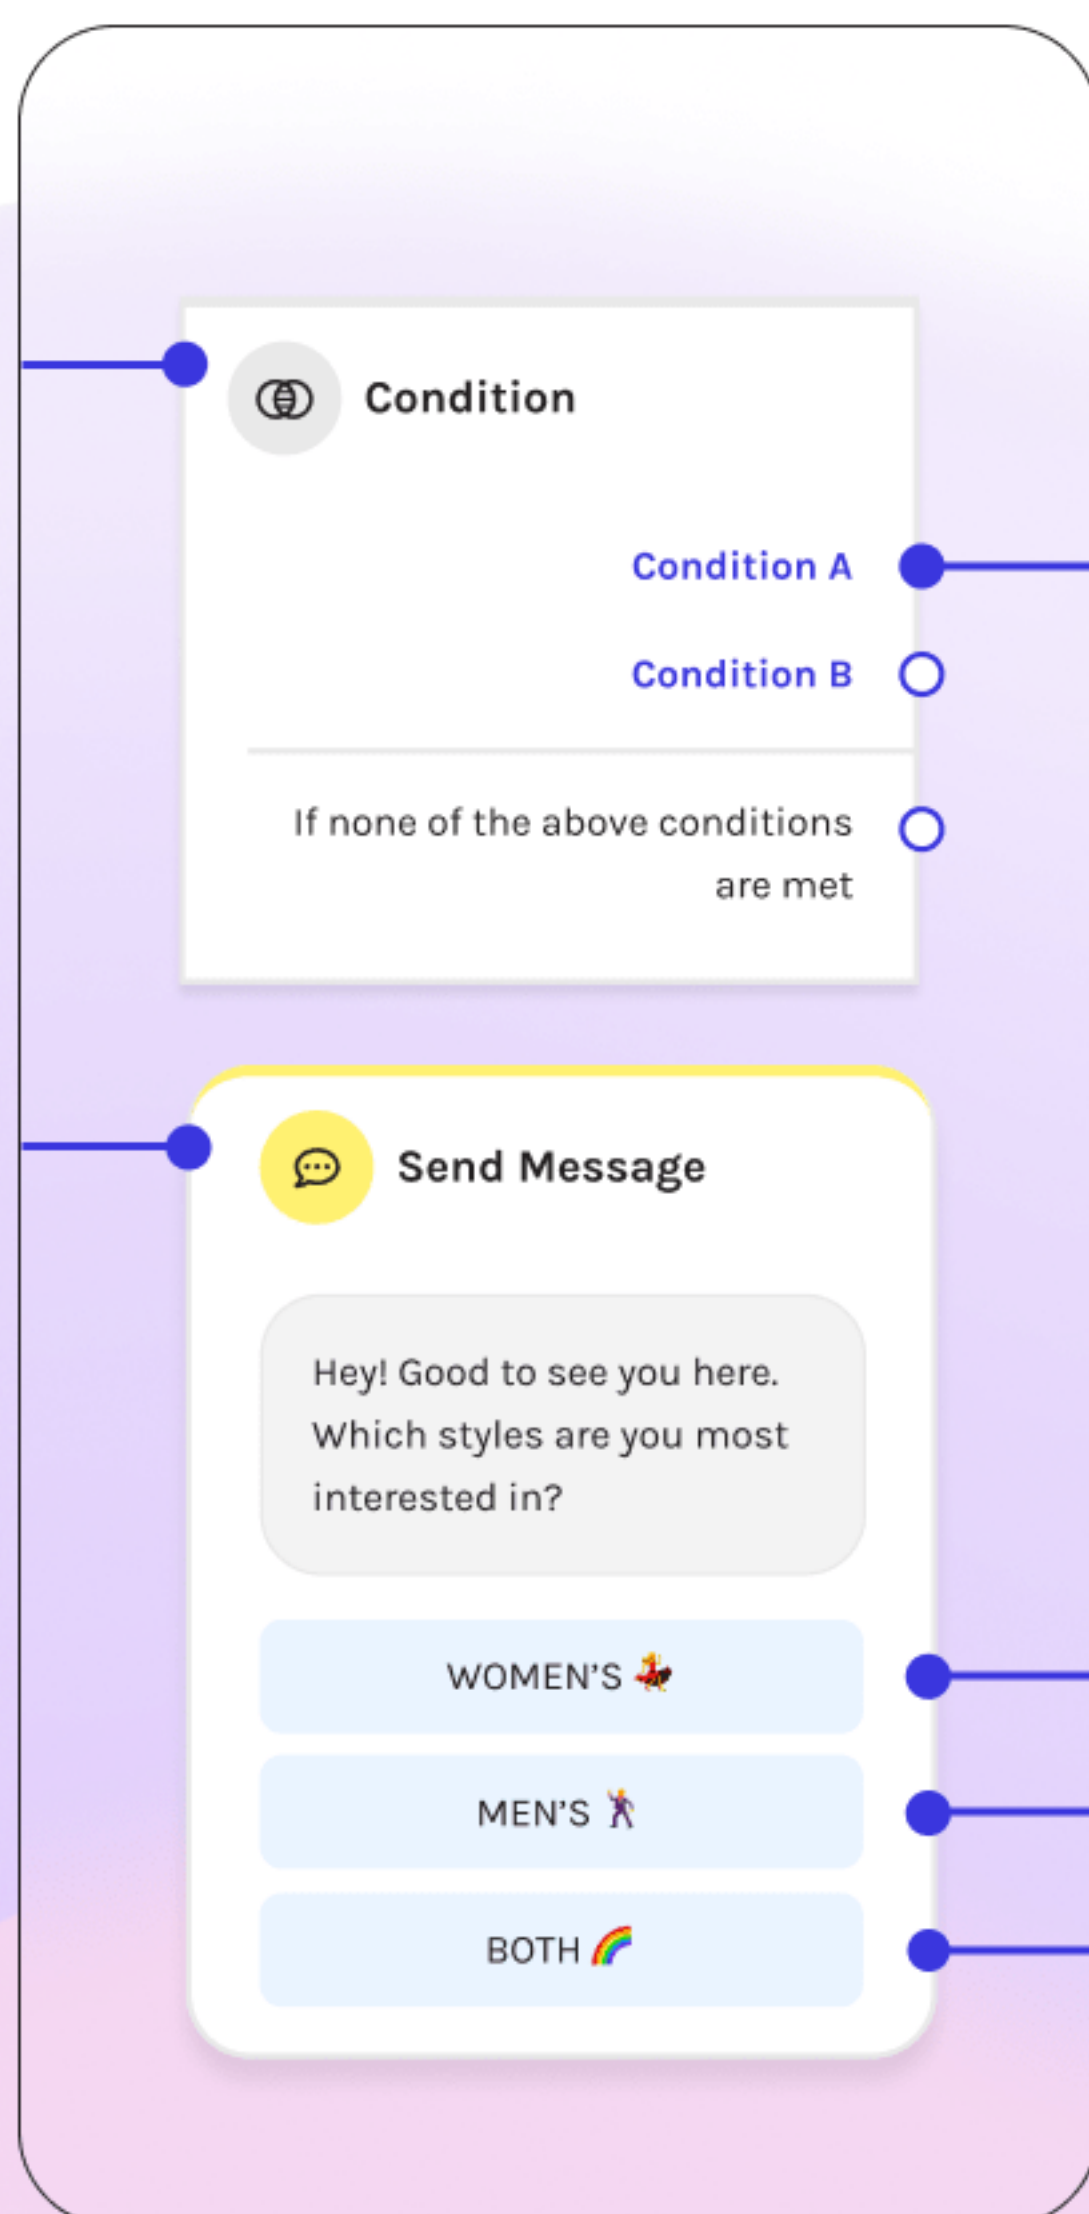 Condition
Condition A
Condition B
If none of the above conditions
are met
Send Message
Hey! Good to see you here.
Which styles are you most
interested in?
WOMEN’S 💃
MEN’S 🕺
BOTH 🌈